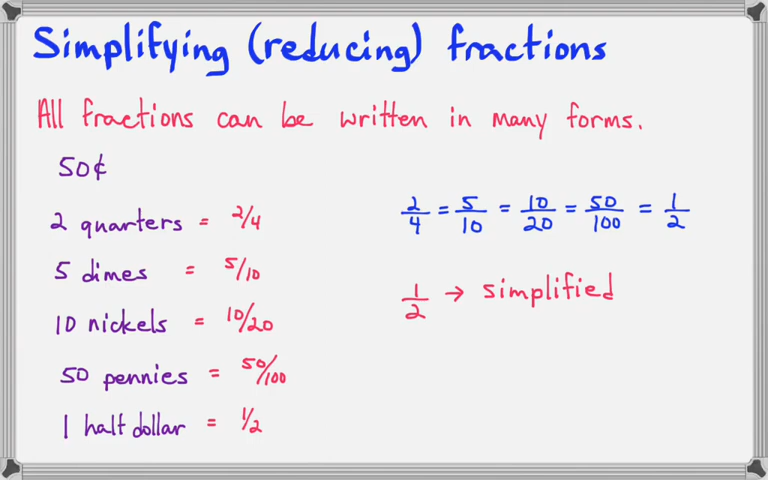 Simplifying (reducing) fractions
All fractions can be written in many forms.
50¢
2 quarters = 2/4
5 dimes = 5/10
10 nickels = 10/20
50 pennies = 50/100
1 half dollar = 1/2
2/4 = 5/10 = 10/20 = 50/100 = 1/2
1/2 → simplified